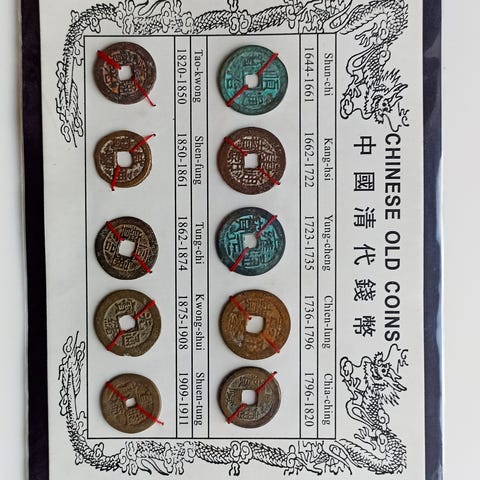 CHINESE OLD COINS
中國清代錢幣
Shun-chi
Kang-hsi
Yung-cheng
Chien-lung
Chia-ching
1644-1661
1662-1722
1723-1735
1736-1796
1796-1820
Tao-kwong
Shen-fung
Tung-chi
Kwong-shui
Shuen-tung
1820-1850
1850-1861
1862-1874
1875-1908
1909-1911